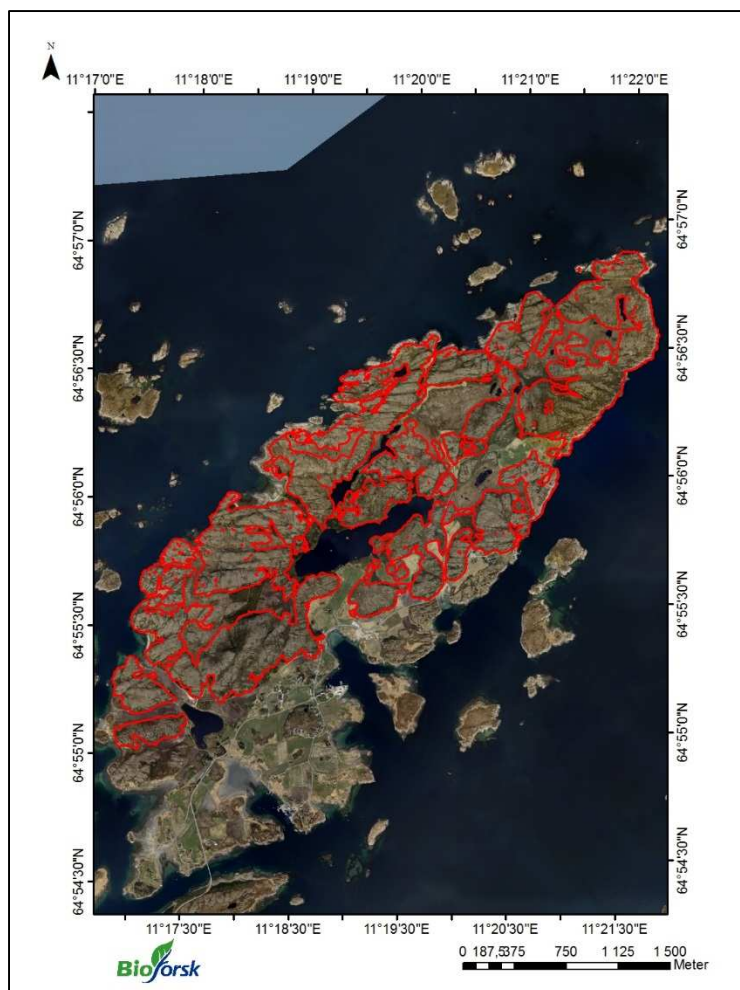 N
11°17'0"E 11°18'0"E 11°19'0"E 11°20'0"E 11°21'0"E 11°22'0"E
64°57'0"N 64°57'0"N
64°56'30"N 64°56'30"N
64°56'0"N 64°56'0"N
64°55'30"N 64°55'30"N
64°55'0"N 64°55'0"N
64°54'30"N 64°54'30"N
11°17'30"E 11°18'30"E 11°19'30"E 11°20'30"E 11°21'30"E
Bioforsk
0 187,5375 750 1 125 1 500
Meter